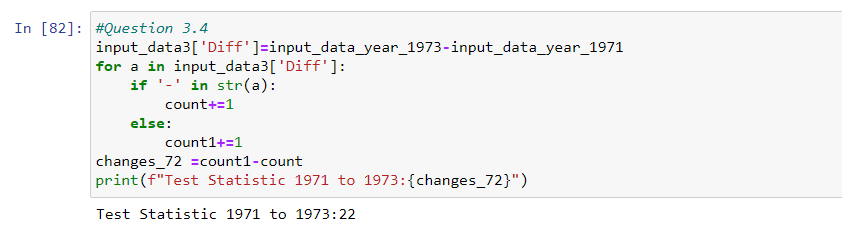 In [82]: #Question 3.4
input_data3['Diff']=input_data_year_1973-input_data_year_1971
for a in input_data3['Diff']:
    if '-' in str(a):
        count+=1
    else:
        count1+=1
changes_72 =count1-count
print(f"Test Statistic 1971 to 1973:{changes_72}")
Test Statistic 1971 to 1973:22